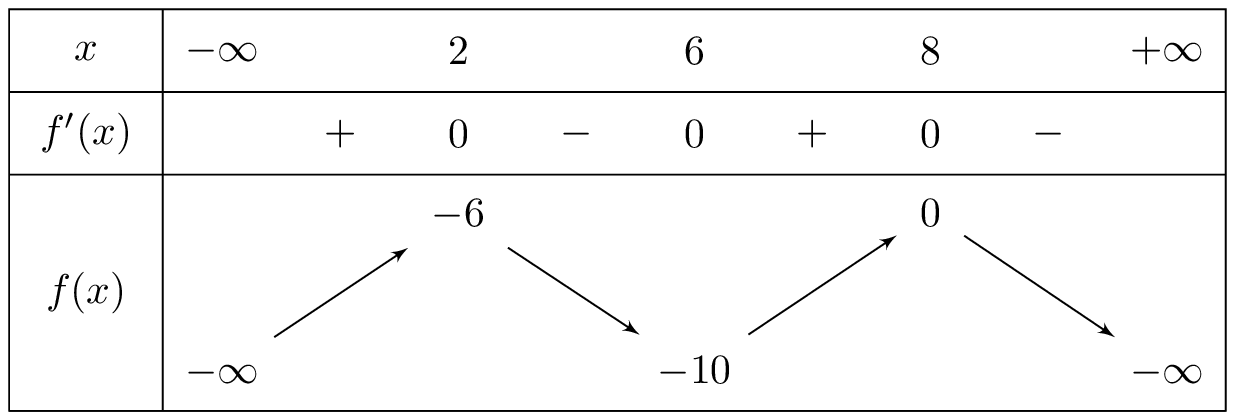 x −∞ 2 6 8 +∞
f′(x) + 0 − 0 + 0 −
−6 0
f(x)
−∞ −10 −∞